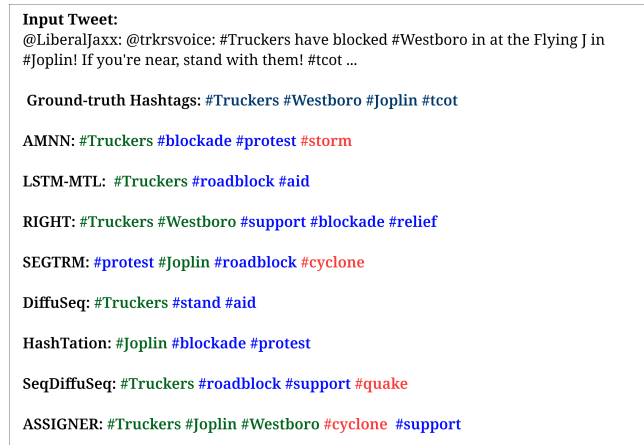 Input Tweet:
@LiberalJaxx: @trkrsvoice: #Truckers have blocked #Westboro in at the Flying J in
#Joplin! If you're near, stand with them! #tcot ...
Ground-truth Hashtags: #Truckers #Westboro #Joplin #tcot
AMNN: #Truckers #blockade #protest #storm
LSTM-MTL: #Truckers #roadblock #aid
RIGHT: #Truckers #Westboro #support #blockade #relief
SEGTRM: #protest #Joplin #roadblock #cyclone
DiffuSeq: #Truckers #stand #aid
HashTation: #Joplin #blockade #protest
SeqDiffuSeq: #Truckers #roadblock #support #quake
ASSIGNER: #Truckers #Joplin #Westboro #cyclone #support